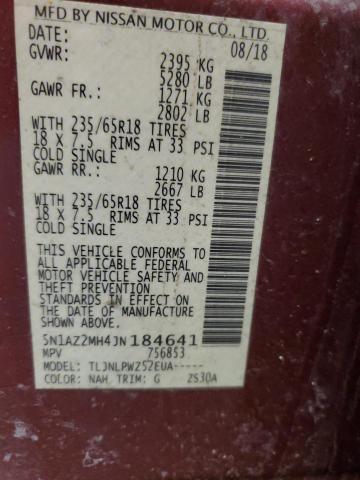 MFD BY NISSAN MOTOR CO., LTD.
DATE: 08/18
GVWR: 2395 KG
5280 LB
GAWR FR.: 1271 KG
2802 LB
WITH 235/65R18 TIRES
18 X 7.5 RIMS AT 33 PSI
COLD SINGLE
GAWR RR.: 1210 KG
2667 LB
WITH 235/65R18 TIRES
18 X 7.5 RIMS AT 33 PSI
COLD SINGLE
THIS VEHICLE CONFORMS TO
ALL APPLICABLE FEDERAL
MOTOR VEHICLE SAFETY AND
THEFT PREVENTION
STANDARDS IN EFFECT ON
THE DATE OF MANUFACTURE
SHOWN ABOVE.
5N1AZ2MH4JN184641
MPV 756853
MODEL: TLJNLPWZ52EUA-----
COLOR: NAH TRIM: G ZS30A